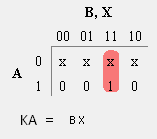 B, X
00 01 11 10
0 x x x x
A
1 0 0 1 0
KA = BX